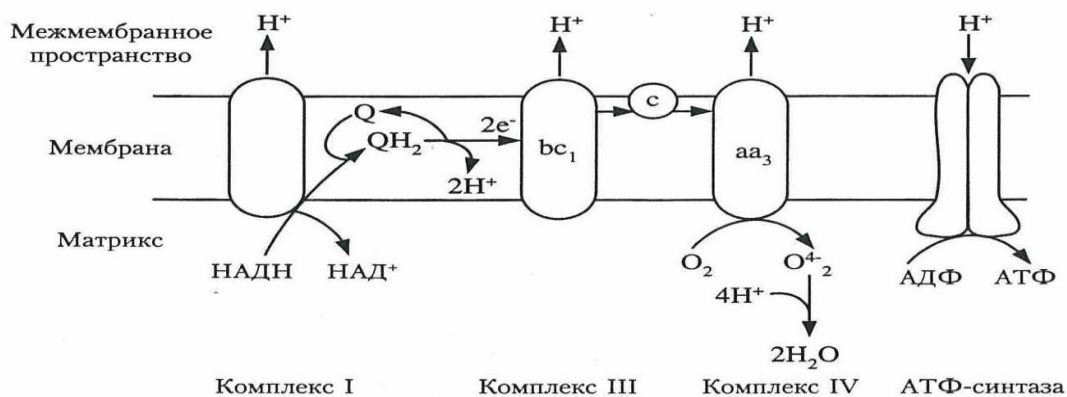 H⁺ H⁺ H⁺ H⁺
Межмембранное
пространство
Q c
2e⁻
Мембрана QH₂ bc₁ aa₃
2H⁺
Матрикс
НАДН НАД⁺ O₂ O⁴⁻₂ АДФ АТФ
4H⁺
2H₂O
Комплекс I Комплекс III Комплекс IV АТФ-синтаза